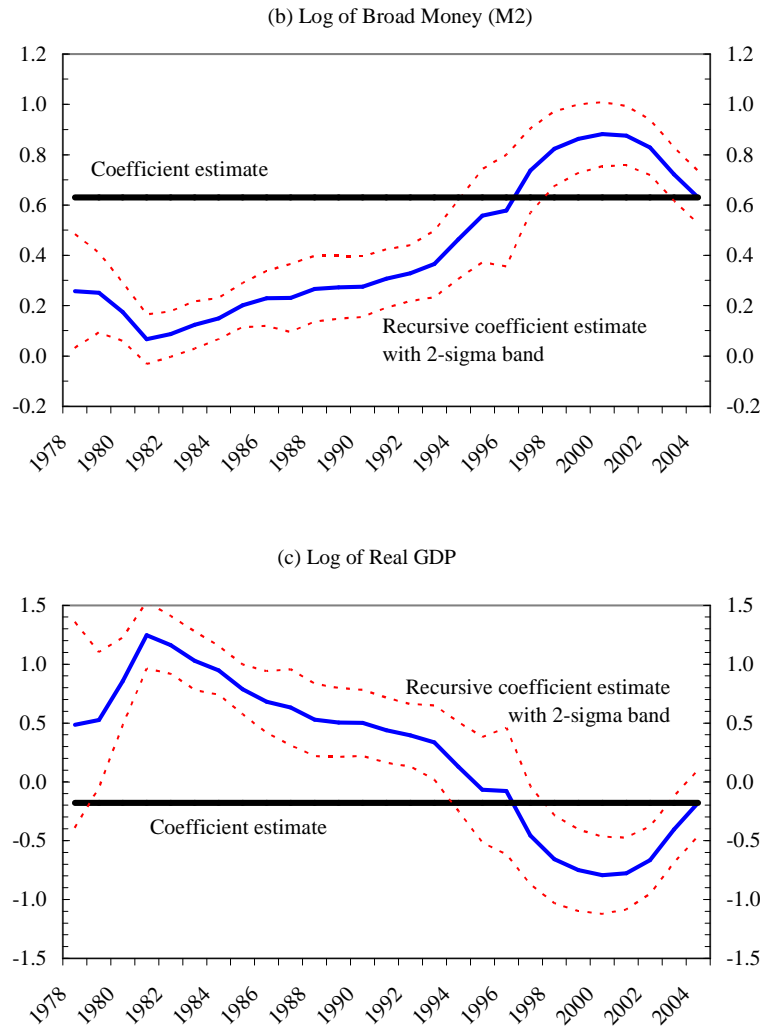 (b) Log of Broad Money (M2)
1.2 1.2
1.0 1.0
0.8 0.8
Coefficient estimate
0.6 0.6
0.4 0.4
0.2 Recursive coefficient estimate 0.2
0.0 with 2-sigma band 0.0
-0.2 -0.2
1978 1980 1982 1984 1986 1988 1990 1992 1994 1996 1998 2000 2002 2004
(c) Log of Real GDP
1.5 1.5
1.0 Recursive coefficient estimate 1.0
0.5 with 2-sigma band 0.5
0.0 0.0
Coefficient estimate
-0.5 -0.5
-1.0 -1.0
-1.5 -1.5
1978 1980 1982 1984 1986 1988 1990 1992 1994 1996 1998 2000 2002 2004